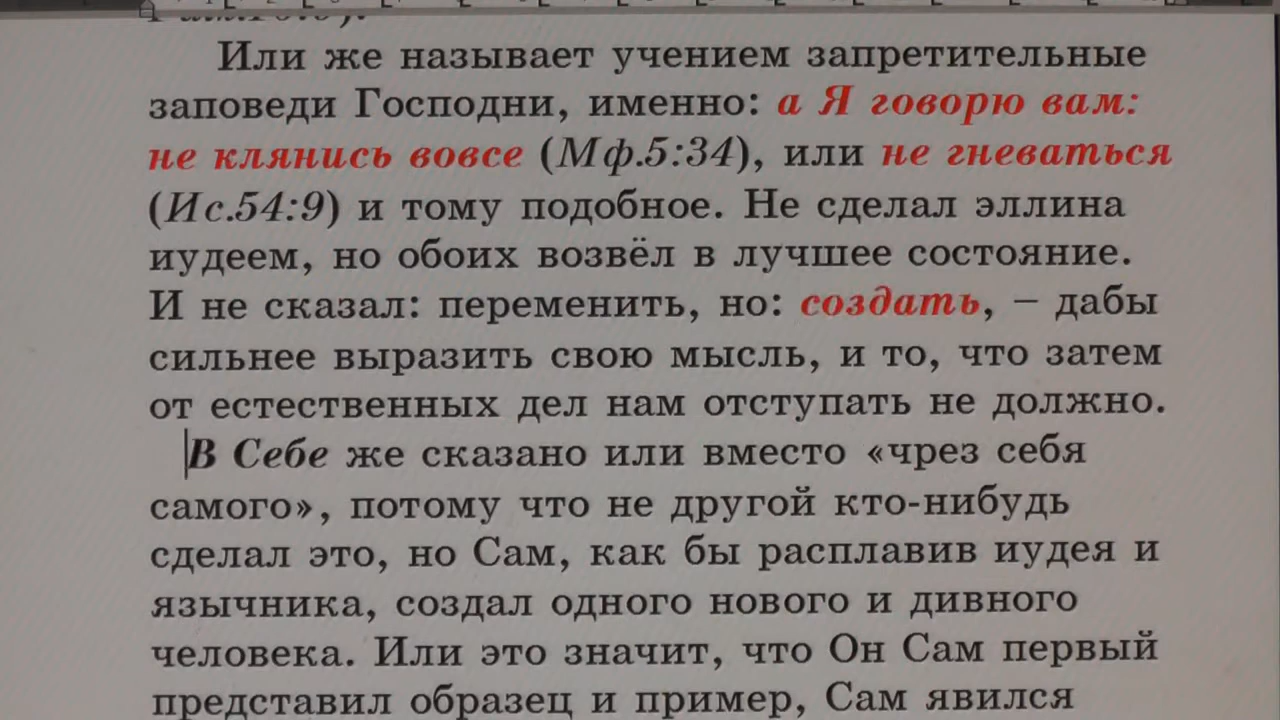 Или же называет учением запретительные
заповеди Господни, именно: а Я говорю вам:
не клянись вовсе (Мф.5:34), или не гневаться
(Ис.54:9) и тому подобное. Не сделал эллина
иудеем, но обоих возвёл в лучшее состояние.
И не сказал: переменить, но: создать, – дабы
сильнее выразить свою мысль, и то, что затем
от естественных дел нам отступать не должно.
В Себе же сказано или вместо «чрез себя
самого», потому что не другой кто-нибудь
сделал это, но Сам, как бы расплавив иудея и
язычника, создал одного нового и дивного
человека. Или это значит, что Он Сам первый
представил образец и пример, Сам явился